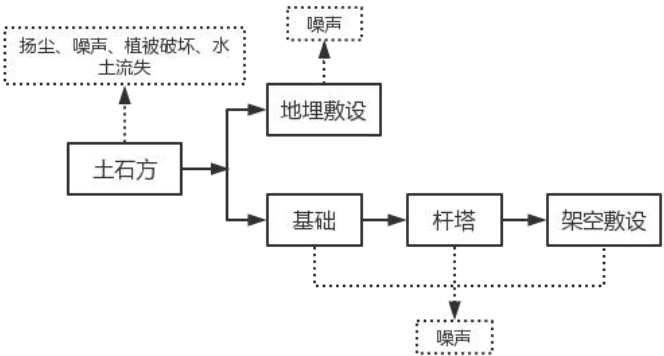 噪声
扬尘、噪声、植被破坏、水
土流失
地埋敷设
土石方
基础
杆塔
架空敷设
噪声